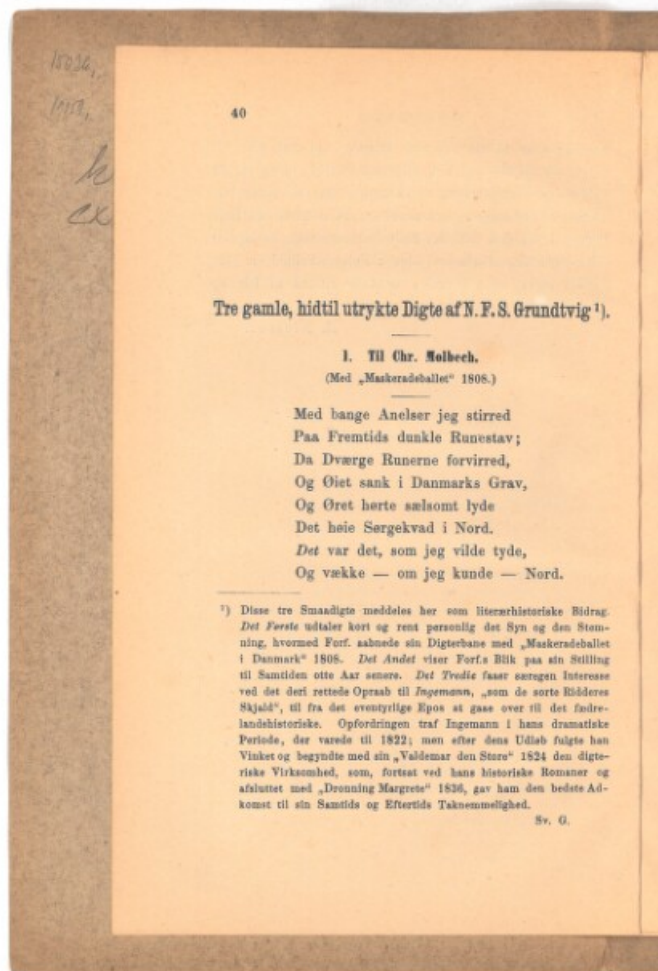 40
Tre gamle, hidtil utrykte Digte af N. F. S. Grundtvig ¹).
1. Til Chr. Molbech.
(Med „Maskeradeballet“ 1808.)
Med bange Anelser jeg stirred
Paa Fremtids dunkle Runestav;
Da Dværge Runerne forvirred,
Og Øiet sank i Danmarks Grav,
Og Øret hørte sælsomt lyde
Det høie Sørgekvad i Nord.
Det var det, som jeg vilde tyde,
Og vække — om jeg kunde — Nord.
¹) Disse tre Smaadigte meddeles her som literærhistoriske Bidrag.
Det Første udtaler kort og rent personlig det Syn og den Stem-
ning, hvormed Forf. aabnede sin Digterbane med „Maskeradeballet
i Danmark“ 1808. Det Andet viser Forf.s Blik paa sin Stilling
til Samtiden otte Aar senere. Det Tredie faaer særegen Interesse
ved det deri rettede Opraab til Ingemann, „som de sorte Ridderes
Skjald“, til fra det eventyrlige Epos at gaae over til det fædre-
landshistoriske. Opfordringen traf Ingemann i hans dramatiske
Periode, der varede til 1822; men efter dens Udløb fulgte han
Vinket og begyndte med sin „Valdemar den Store“ 1824 den digte-
riske Virksomhed, som, fortsat ved hans historiske Romaner og
afsluttet med „Dronning Margrete“ 1836, gav ham den bedste Ad-
komst til sin Samtids og Eftertids Taknemmelighed.
Sv. G.